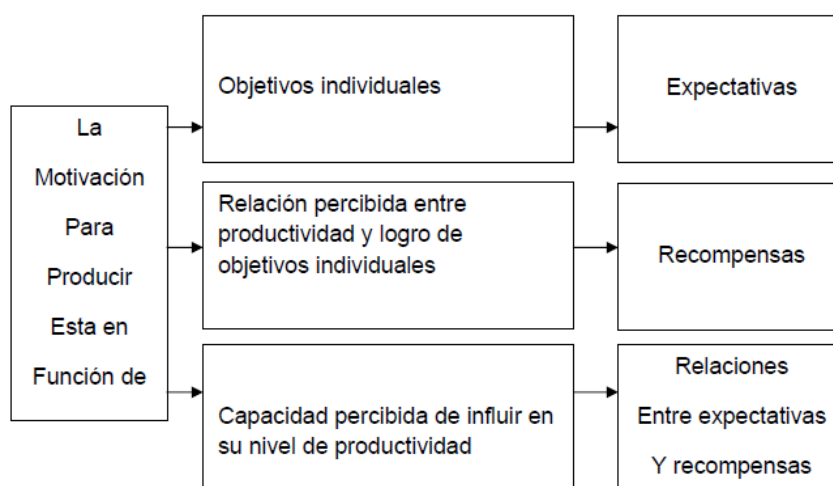 La
Motivación
Para
Producir
Esta en
Función de
Objetivos individuales
Expectativas
Relación percibida entre
productividad y logro de
objetivos individuales
Recompensas
Capacidad percibida de influir en
su nivel de productividad
Relaciones
Entre expectativas
Y recompensas